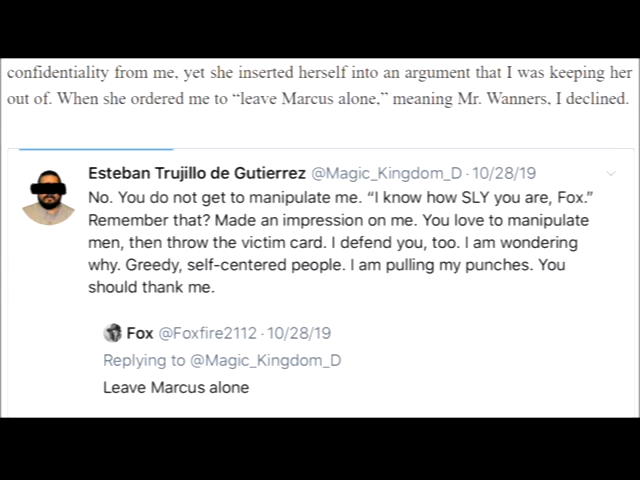 confidentiality from me, yet she inserted herself into an argument that I was keeping her
out of. When she ordered me to “leave Marcus alone,” meaning Mr. Wanners, I declined.
Esteban Trujillo de Gutierrez @Magic_Kingdom_D · 10/28/19
No. You do not get to manipulate me. “I know how SLY you are, Fox.”
Remember that? Made an impression on me. You love to manipulate
men, then throw the victim card. I defend you, too. I am wondering
why. Greedy, self-centered people. I am pulling my punches. You
should thank me.
Fox @Foxfire2112 · 10/28/19
Replying to @Magic_Kingdom_D
Leave Marcus alone